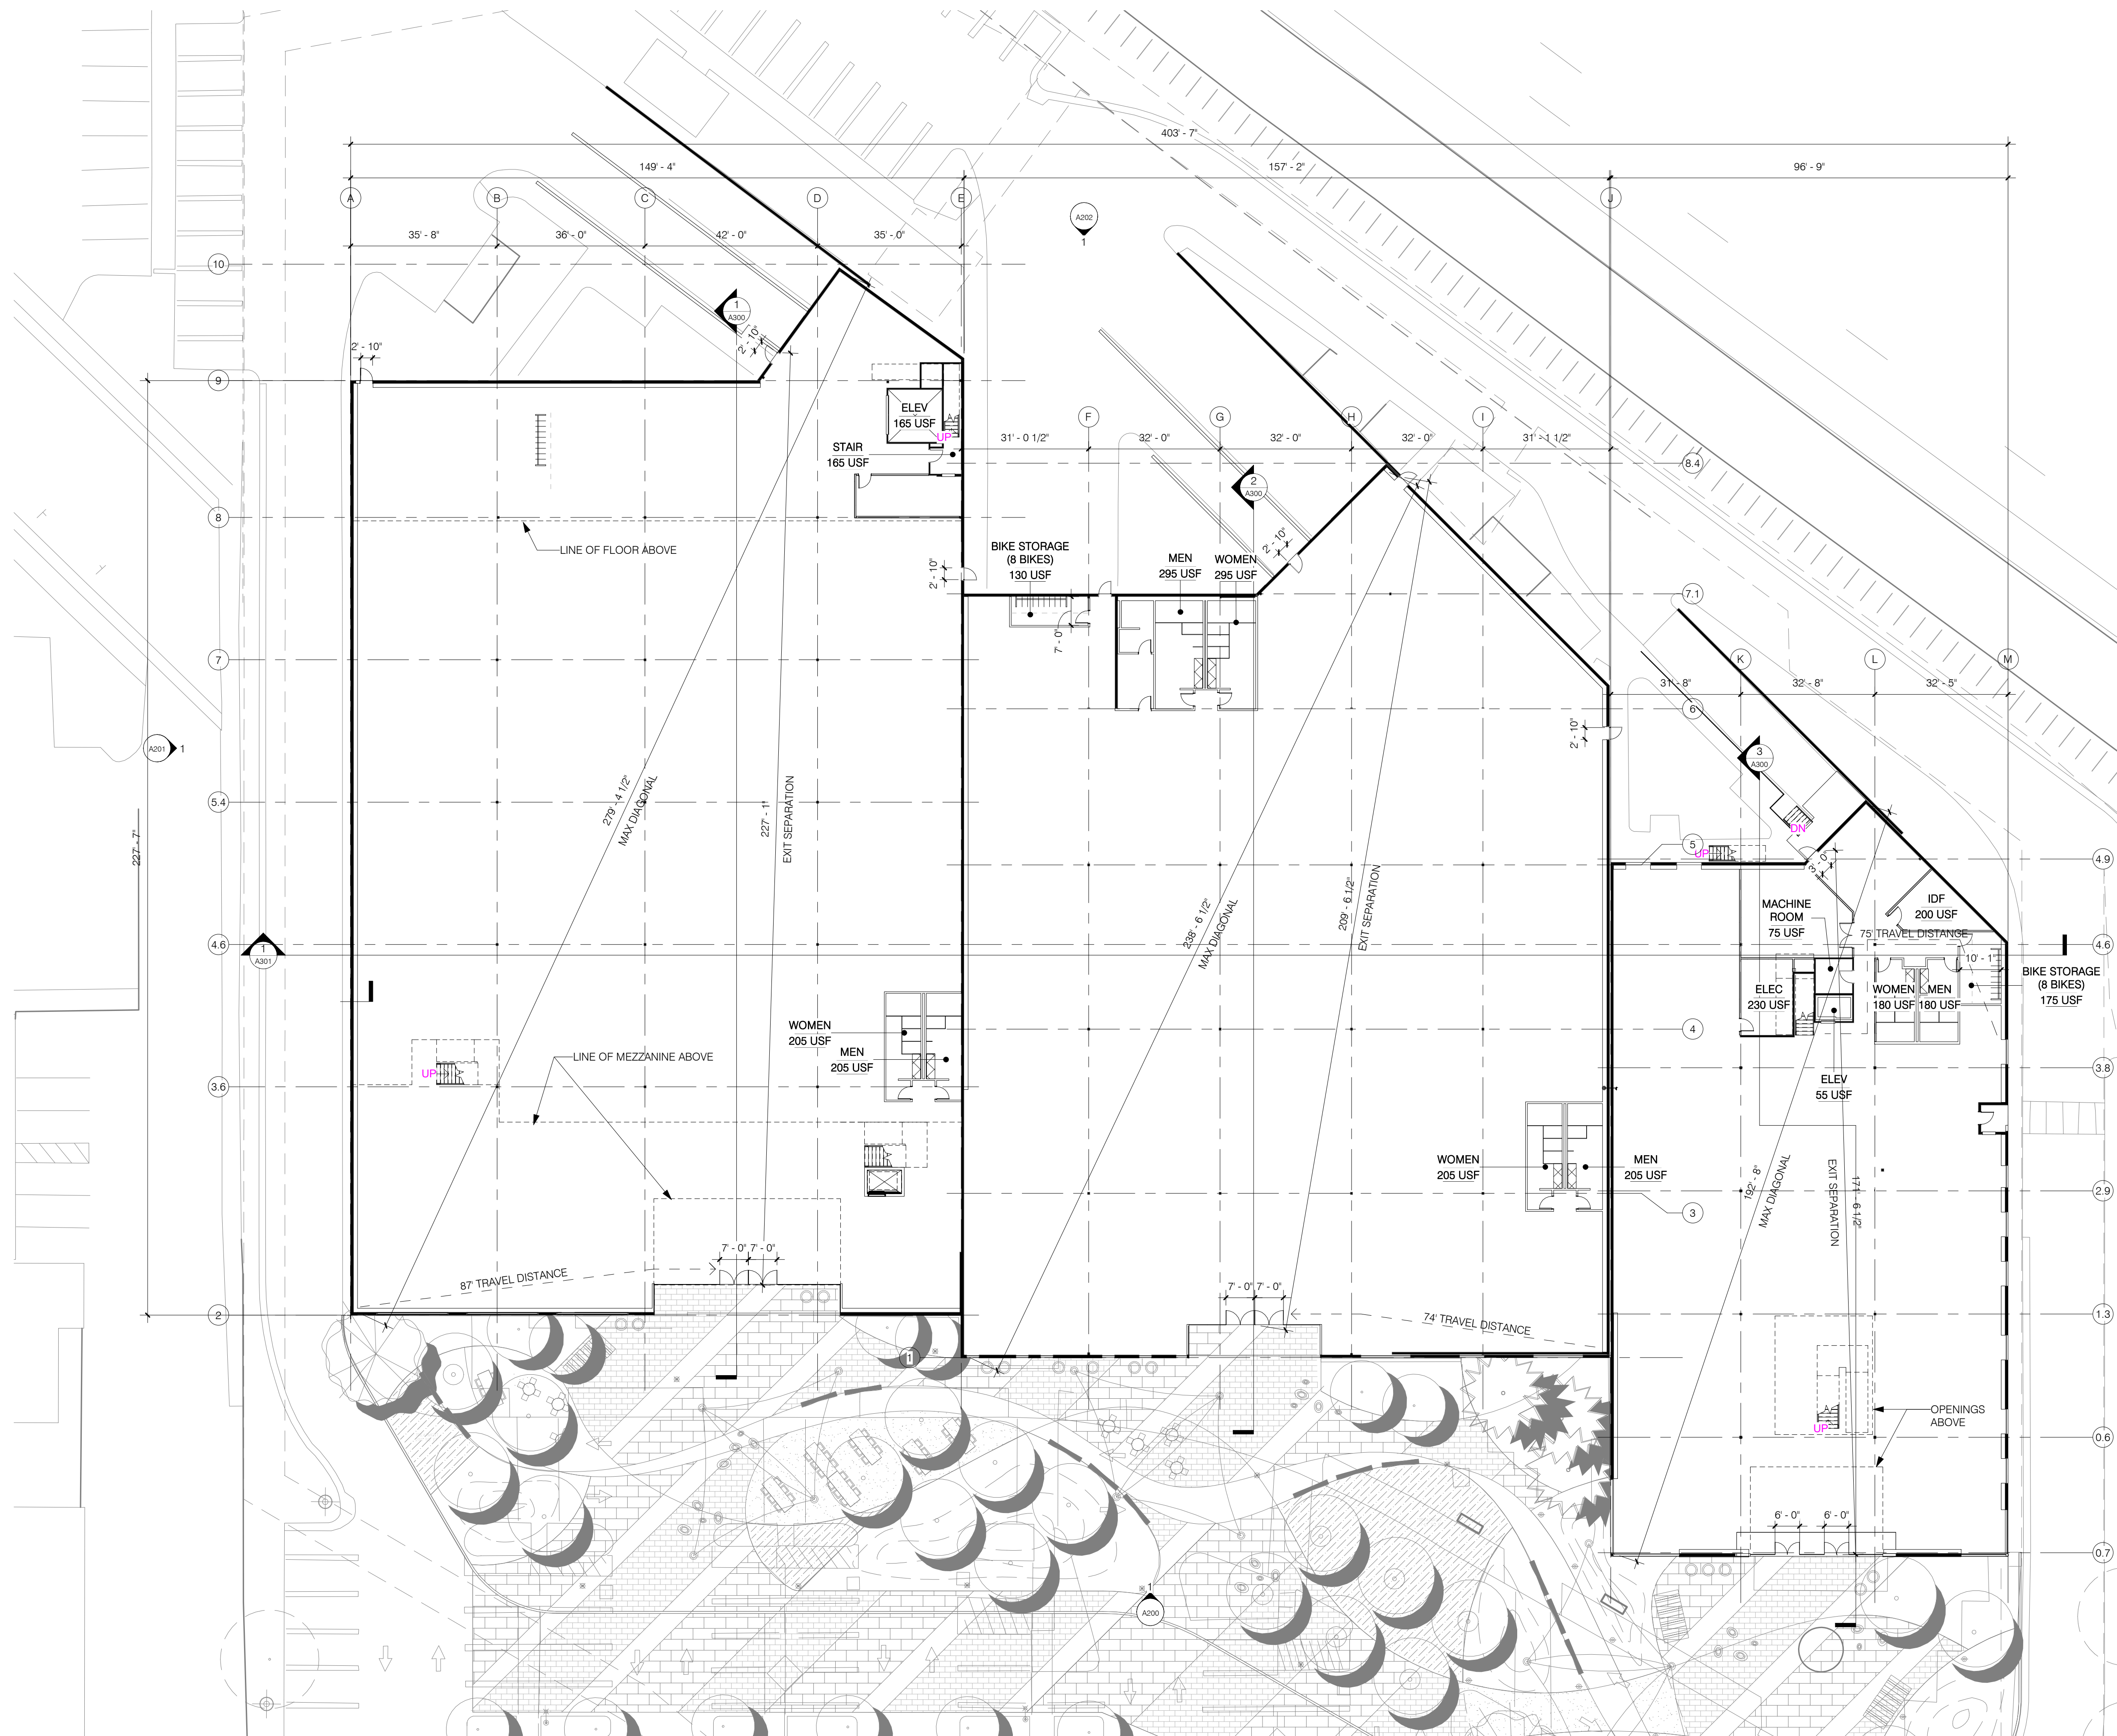 403' - 7"
149' - 4"
157' - 2"
96' - 9"
A
B
C
D
E
J
A202
1
35' - 8"
36' - 0"
42' - 0"
35' - 0"
10
1
A300
2' - 10"
2' - 10"
9
ELEV
165 USF
UP
STAIR
165 USF
F
G
H
I
31' - 0 1/2"
32' - 0"
32' - 0"
32' - 0"
31' - 1 1/2"
8.4
2
A300
8
LINE OF FLOOR ABOVE
2' - 10"
BIKE STORAGE
(8 BIKES)
130 USF
MEN
295 USF
WOMEN
295 USF
2' - 10"
7.1
7' - 0"
7
K
L
M
31' - 8"
32' - 8"
32' - 5"
6
2' - 10"
A201
1
3
A300
279' - 4 1/2"
MAX DIAGONAL
227' - 1"
EXIT SEPARATION
5.4
227' - 7"
DN
UP
5
3' - 0"
4.9
238' - 6 1/2"
MAX DIAGONAL
209' - 6 1/2"
EXIT SEPARATION
IDF
200 USF
MACHINE
ROOM
75 USF
75' TRAVEL DISTANCE
4.6
4.6
1
A301
10' - 1"
BIKE STORAGE
(8 BIKES)
175 USF
ELEC
230 USF
WOMEN
180 USF
MEN
180 USF
WOMEN
205 USF
MEN
205 USF
4
LINE OF MEZZANINE ABOVE
UP
3.6
3.8
ELEV
55 USF
WOMEN
205 USF
MEN
205 USF
192' - 8"
MAX DIAGONAL
EXIT SEPARATION
171' - 6 1/2"
2.9
3
7' - 0"
7' - 0"
87' TRAVEL DISTANCE
7' - 0"
7' - 0"
74' TRAVEL DISTANCE
2
1.3
1
OPENINGS
ABOVE
UP
0.6
6' - 0"
6' - 0"
0.7
1
A200